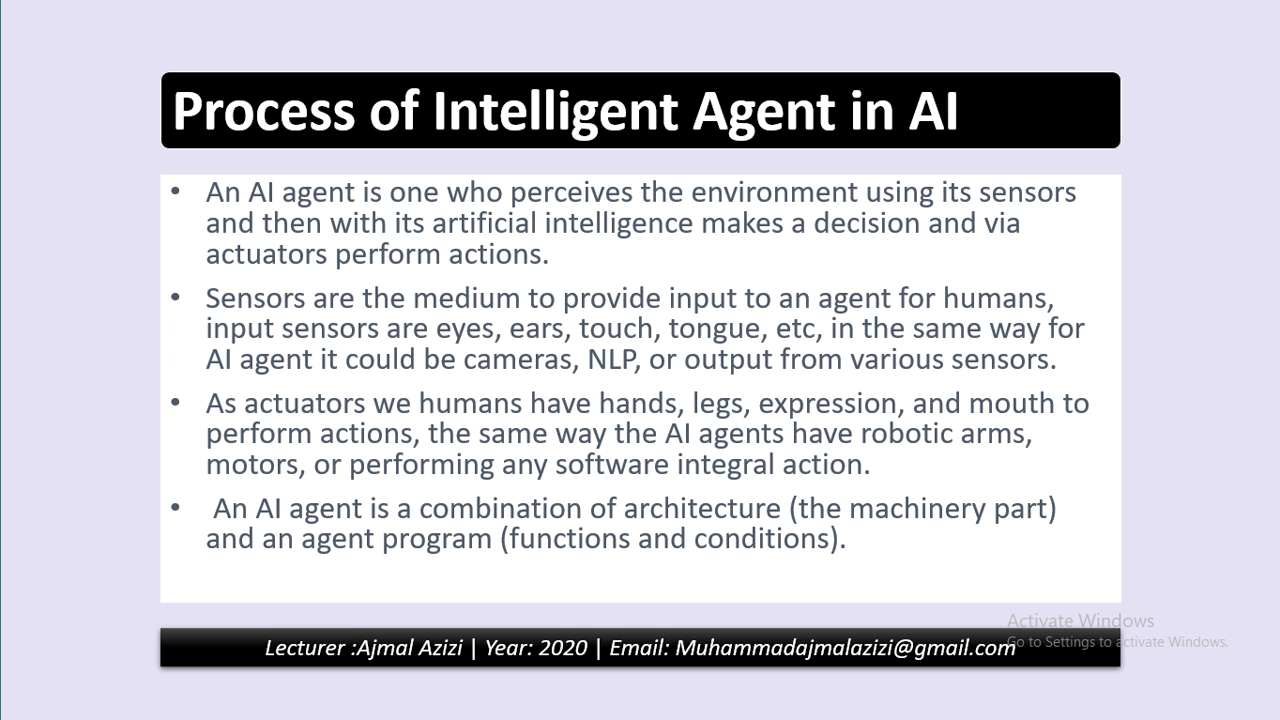 Process of Intelligent Agent in AI
• An AI agent is one who perceives the environment using its sensors
and then with its artificial intelligence makes a decision and via
actuators perform actions.
• Sensors are the medium to provide input to an agent for humans,
input sensors are eyes, ears, touch, tongue, etc, in the same way for
AI agent it could be cameras, NLP, or output from various sensors.
• As actuators we humans have hands, legs, expression, and mouth to
perform actions, the same way the AI agents have robotic arms,
motors, or performing any software integral action.
• An AI agent is a combination of architecture (the machinery part)
and an agent program (functions and conditions).
Activate Windows
Go to Settings to activate Windows.
Lecturer :Ajmal Azizi | Year: 2020 | Email: Muhammadajmalazizi@gmail.com